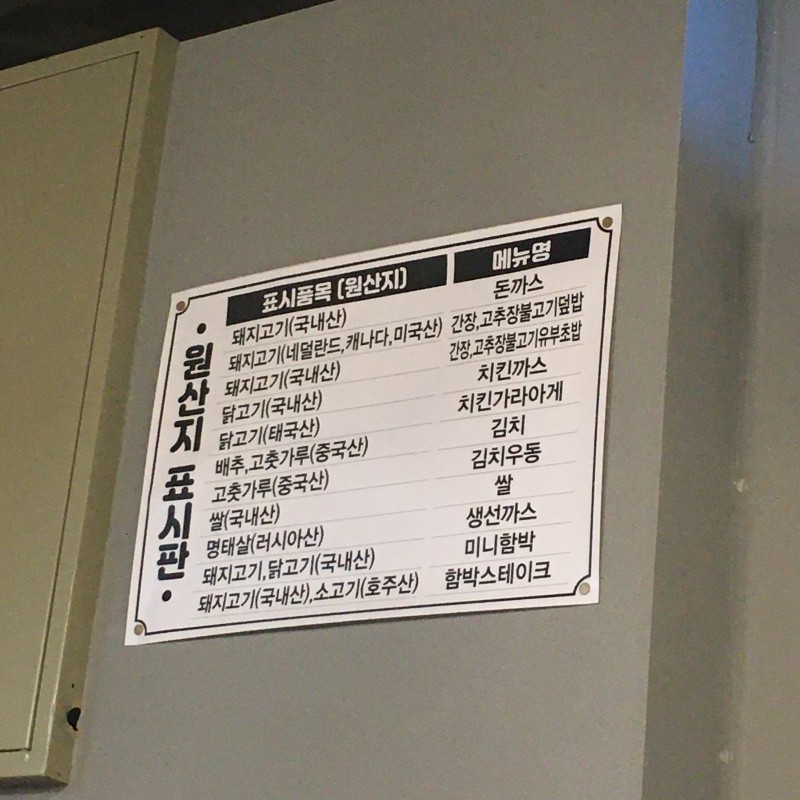 • 원산지 표시판 •
표시품목 (원산지) 메뉴명
돼지고기(국내산) 돈까스
돼지고기(네덜란드,캐나다,미국산) 간장,고추장불고기덮밥
돼지고기(국내산) 간장,고추장불고기유부초밥
닭고기(국내산) 치킨까스
닭고기(태국산) 치킨가라아게
배추,고춧가루(중국산) 김치
고춧가루(중국산) 김치우동
쌀(국내산) 쌀
명태살(러시아산) 생선까스
돼지고기,닭고기(국내산) 미니함박
돼지고기(국내산),소고기(호주산) 함박스테이크